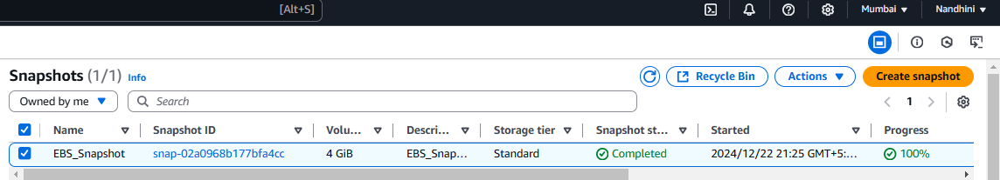 [Alt+S] Mumbai Nandhini
Snapshots (1/1) Info Recycle Bin Actions Create snapshot
Owned by me Search 1
Name Snapshot ID Volu... Descri... Storage tier Snapshot st... Started Progress
EBS_Snapshot snap-02a0968b177bfa4cc 4 GiB EBS_Snap... Standard Completed 2024/12/22 21:25 GMT+5:... 100%